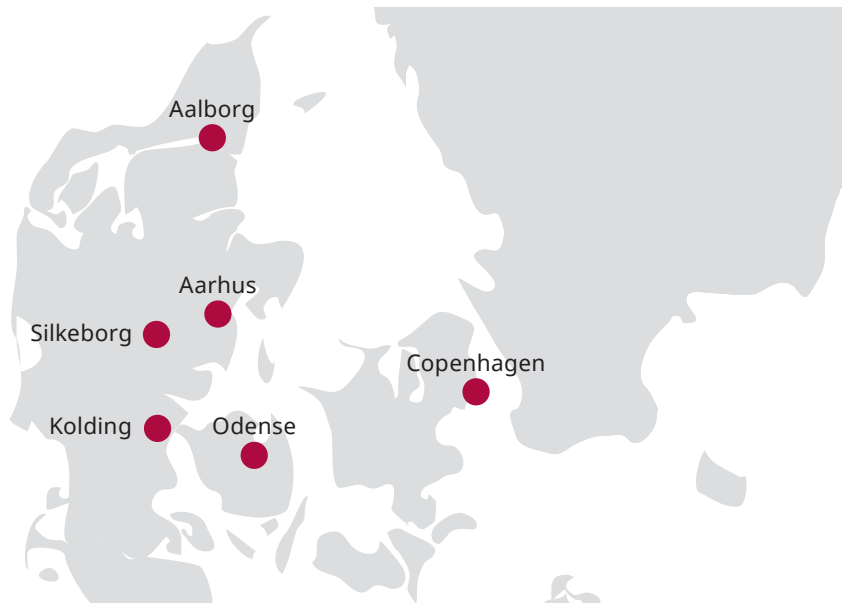 Aalborg
Aarhus
Silkeborg
Copenhagen
Kolding
Odense